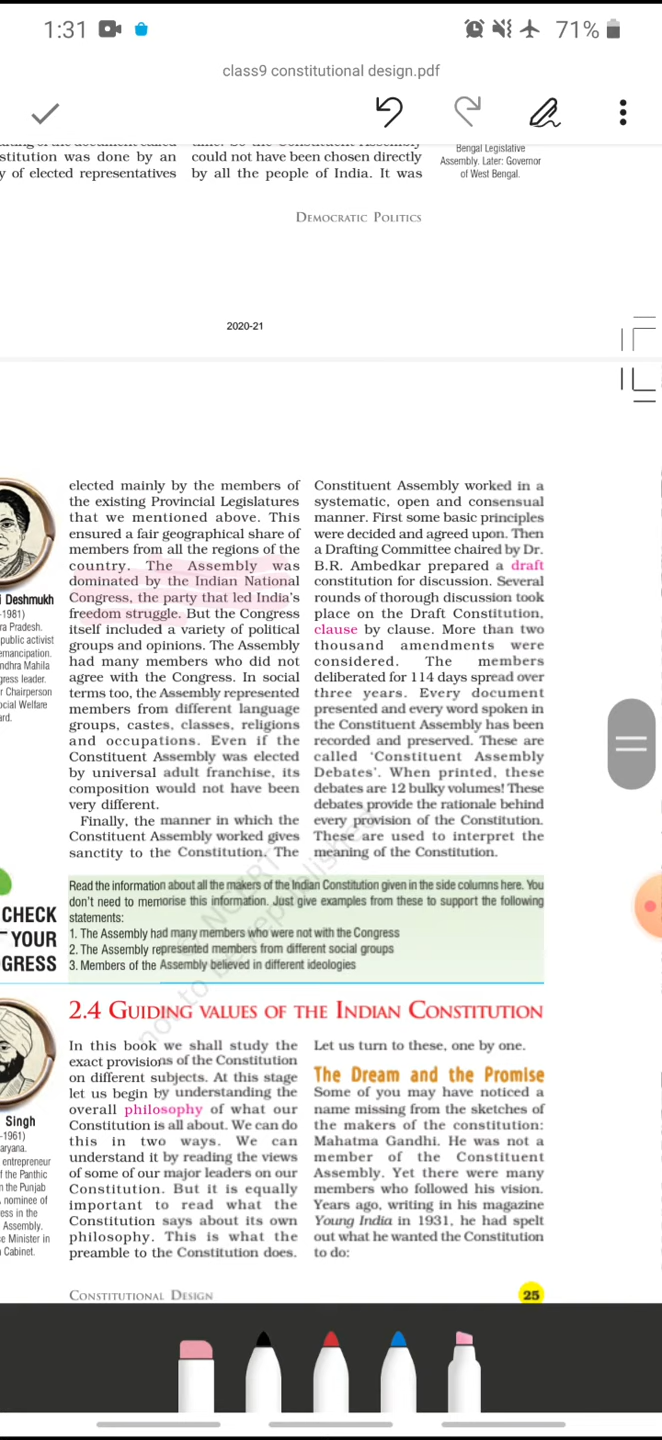 1:31
71%
class9 constitutional design.pdf
stitution was done by an
y of elected representatives
could not have been chosen directly
by all the people of India. It was
Bengal Legislative
Assembly. Later: Governor
of West Bengal.
DEMOCRATIC POLITICS
2020-21
i Deshmukh
-1981)
ra Pradesh.
public activist
emancipation.
ndhra Mahila
gress leader.
r Chairperson
ocial Welfare
ard.
elected mainly by the members of
the existing Provincial Legislatures
that we mentioned above. This
ensured a fair geographical share of
members from all the regions of the
country. The Assembly was
dominated by the Indian National
Congress, the party that led India's
freedom struggle. But the Congress
itself included a variety of political
groups and opinions. The Assembly
had many members who did not
agree with the Congress. In social
terms too, the Assembly represented
members from different language
groups, castes, classes, religions
and occupations. Even if the
Constituent Assembly was elected
by universal adult franchise, its
composition would not have been
very different.
Finally, the manner in which the
Constituent Assembly worked gives
sanctity to the Constitution. The
Constituent Assembly worked in a
systematic, open and consensual
manner. First some basic principles
were decided and agreed upon. Then
a Drafting Committee chaired by Dr.
B.R. Ambedkar prepared a draft
constitution for discussion. Several
rounds of thorough discussion took
place on the Draft Constitution,
clause by clause. More than two
thousand amendments were
considered. The members
deliberated for 114 days spread over
three years. Every document
presented and every word spoken in
the Constituent Assembly has been
recorded and preserved. These are
called 'Constituent Assembly
Debates'. When printed, these
debates are 12 bulky volumes! These
debates provide the rationale behind
every provision of the Constitution.
These are used to interpret the
meaning of the Constitution.
CHECK
YOUR
GRESS
Read the information about all the makers of the Indian Constitution given in the side columns here. You
don't need to memorise this information. Just give examples from these to support the following
statements:
1. The Assembly had many members who were not with the Congress
2. The Assembly represented members from different social groups
3. Members of the Assembly believed in different ideologies
2.4 GUIDING VALUES OF THE INDIAN CONSTITUTION
Singh
-1961)
aryana.
entrepreneur
f the Panthic
n the Punjab
nominee of
ess in the
Assembly.
e Minister in
Cabinet.
In this book we shall study the
exact provisions of the Constitution
on different subjects. At this stage
let us begin by understanding the
overall philosophy of what our
Constitution is all about. We can do
this in two ways. We can
understand it by reading the views
of some of our major leaders on our
Constitution. But it is equally
important to read what the
Constitution says about its own
philosophy. This is what the
preamble to the Constitution does.
Let us turn to these, one by one.
The Dream and the Promise
Some of you may have noticed a
name missing from the sketches of
the makers of the constitution:
Mahatma Gandhi. He was not a
member of the Constituent
Assembly. Yet there were many
members who followed his vision.
Years ago, writing in his magazine
Young India in 1931, he had spelt
out what he wanted the Constitution
to do:
CONSTITUTIONAL DESIGN
25